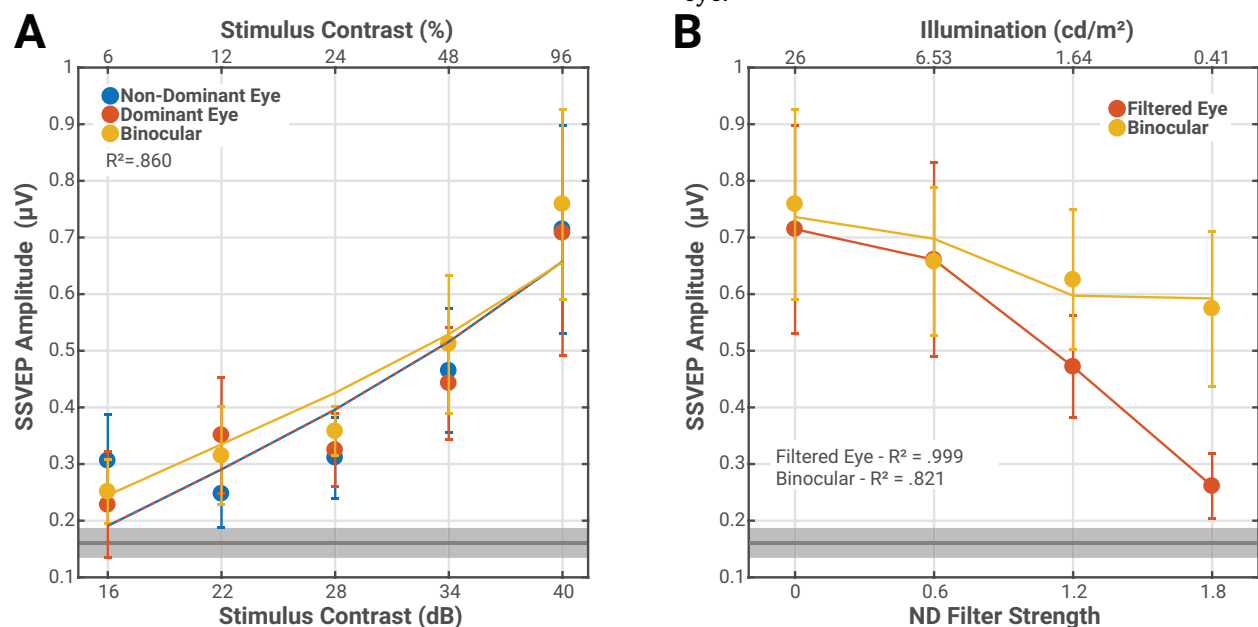 eye.
A
Stimulus Contrast (%)
6 12 24 48 96
1
0.9
0.8
0.7
0.6
0.5
0.4
0.3
0.2
0.1
SSVEP Amplitude (µV)
Non-Dominant Eye
Dominant Eye
Binocular
R²=.860
16 22 28 34 40
Stimulus Contrast (dB)
B
Illumination (cd/m²)
26 6.53 1.64 0.41
1
0.9
0.8
0.7
0.6
0.5
0.4
0.3
0.2
0.1
SSVEP Amplitude (µV)
Filtered Eye
Binocular
Filtered Eye - R² = .999
Binocular - R² = .821
0 0.6 1.2 1.8
ND Filter Strength